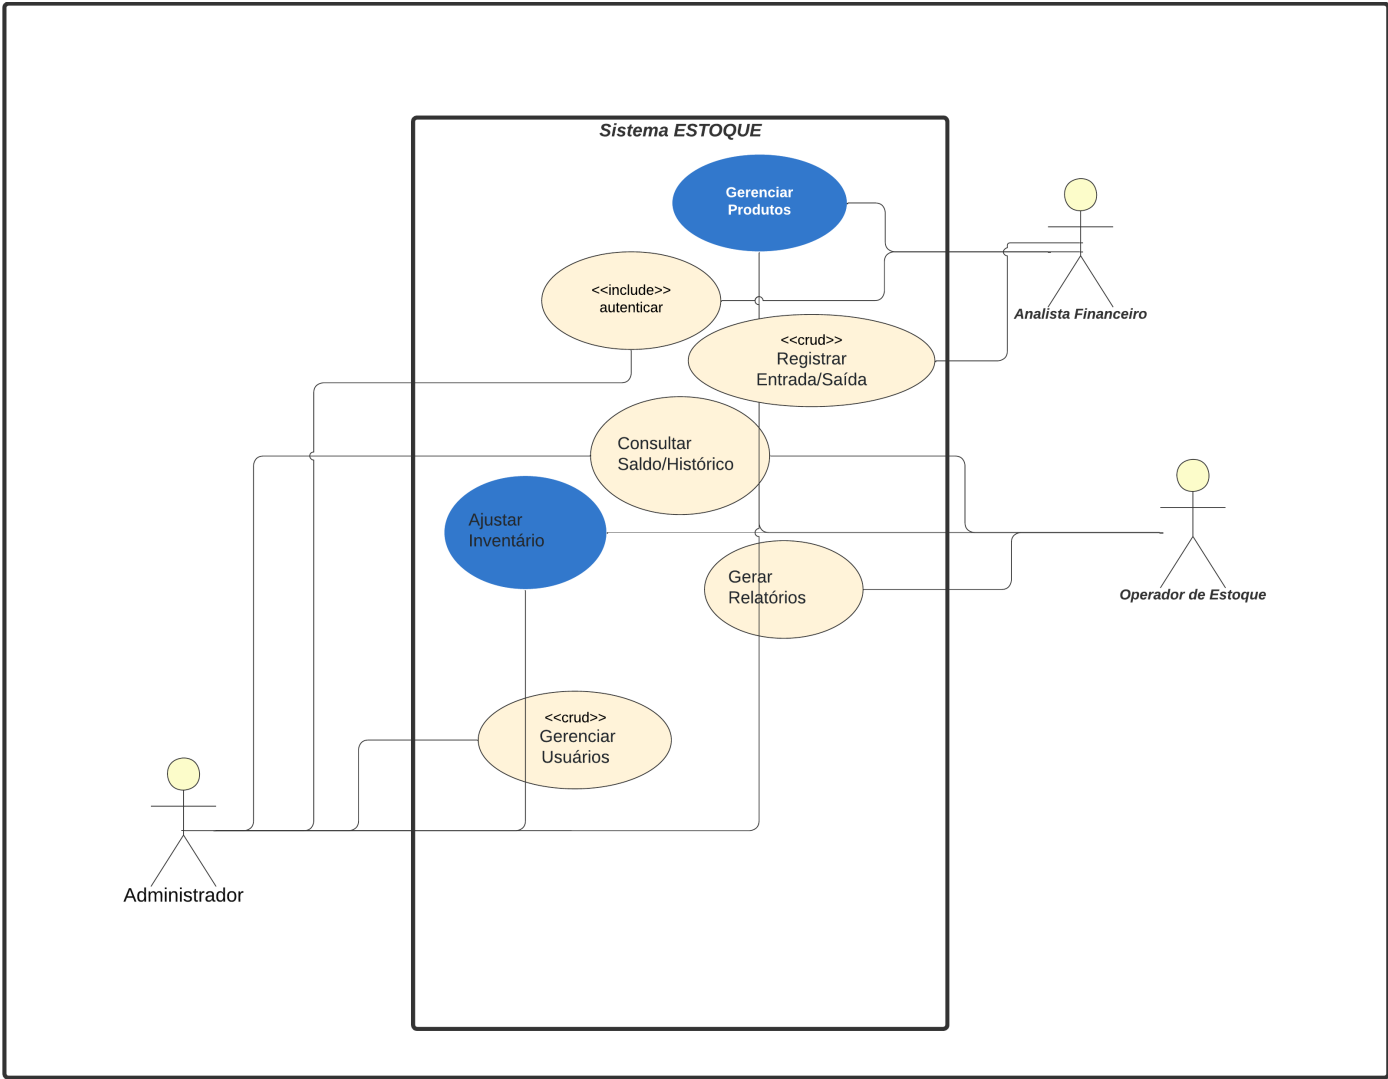 Sistema ESTOQUE
Gerenciar
Produtos
<<include>>
autenticar
<<crud>>
Registrar
Entrada/Saída
Analista Financeiro
Consultar
Saldo/Histórico
Ajustar
Inventário
Gerar
Relatórios
Operador de Estoque
<<crud>>
Gerenciar
Usuários
Administrador